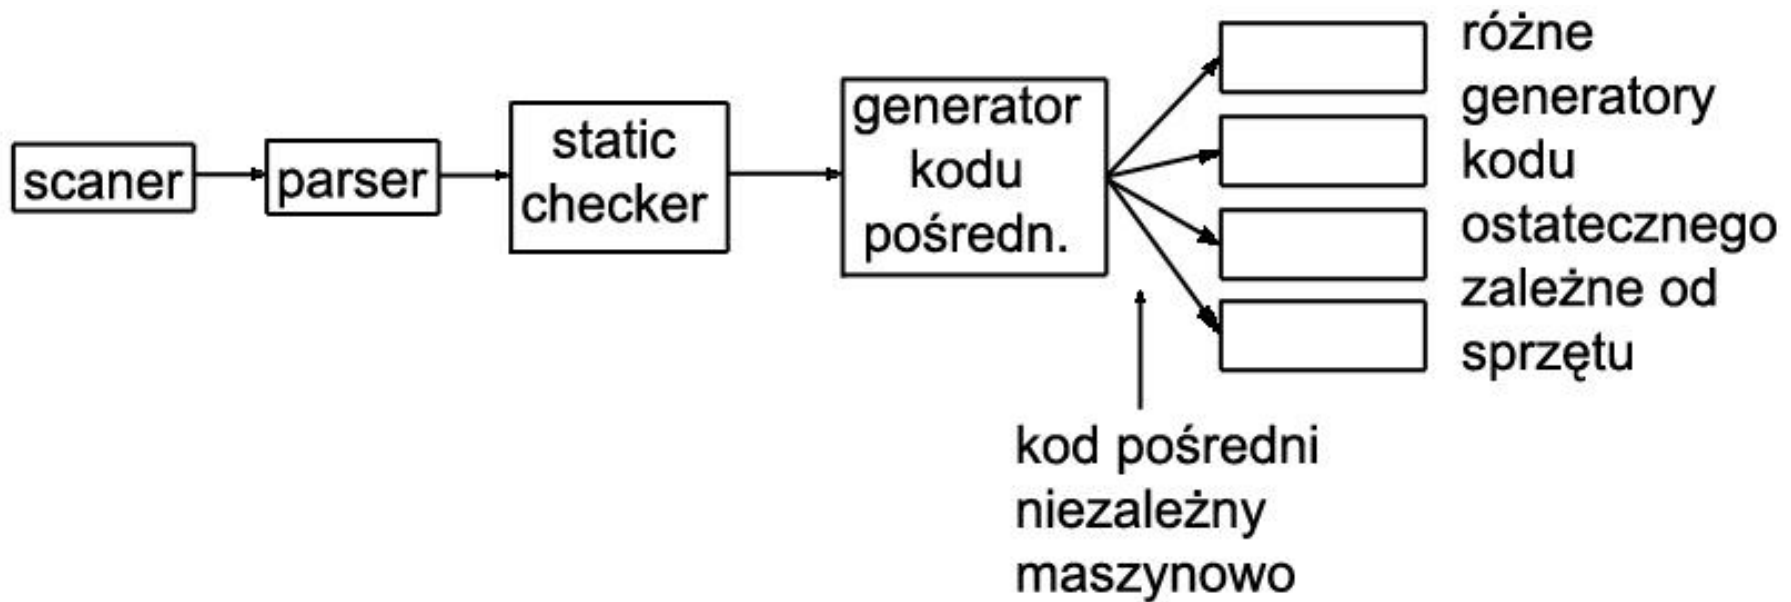 scaner
parser
static
checker
generator
kodu
pośredn.
różne
generatory
kodu
ostatecznego
zależne od
sprzętu
kod pośredni
niezależny
maszynowo